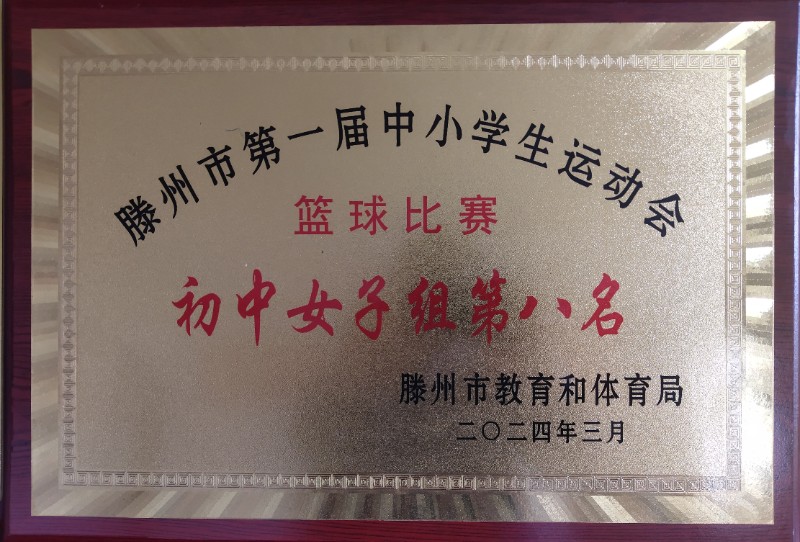 滕州市第一届中小学生运动会
篮球比赛
初中女子组第八名
滕州市教育和体育局
二〇二四年三月